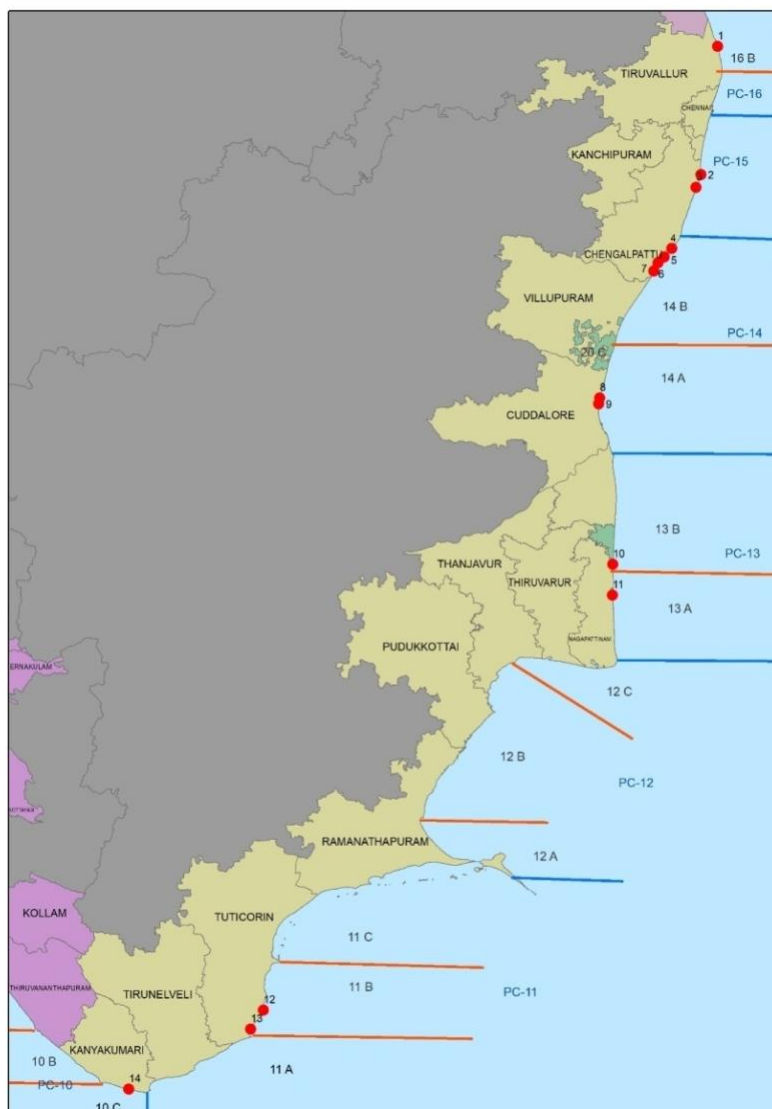 1
16 B
TIRUVALLUR
PC-16
CHENNAI
KANCHIPURAM
PC-15
2
3
4
CHENGALPATTU
5
7
6
VILLUPURAM
14 B
PC-14
20 C
14 A
8
CUDDALORE
9
13 B
10
PC-13
THANJAVUR
THIRUVARUR
11
13 A
PUDUKKOTTAI
NAGAPATTINAM
ERNAKULAM
12 C
12 B
PC-12
RAMANATHAPURAM
12 A
KOLLAM
TUTICORIN
11 C
THIRUVANANTHAPURAM
TIRUNELVELI
11 B
PC-11
12
13
KANYAKUMARI
10 B
11 A
PC-10
14
10 C